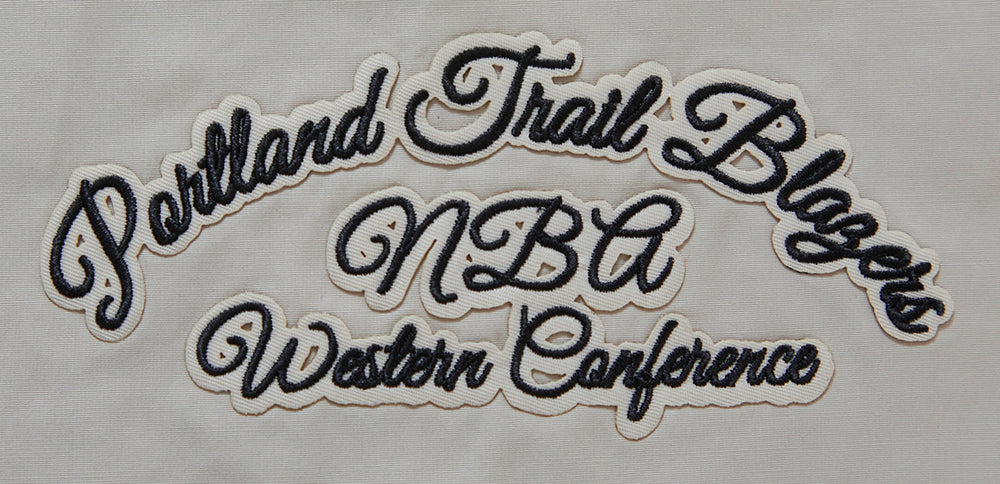 Portland Trail Blazers
NBA
Western Conference